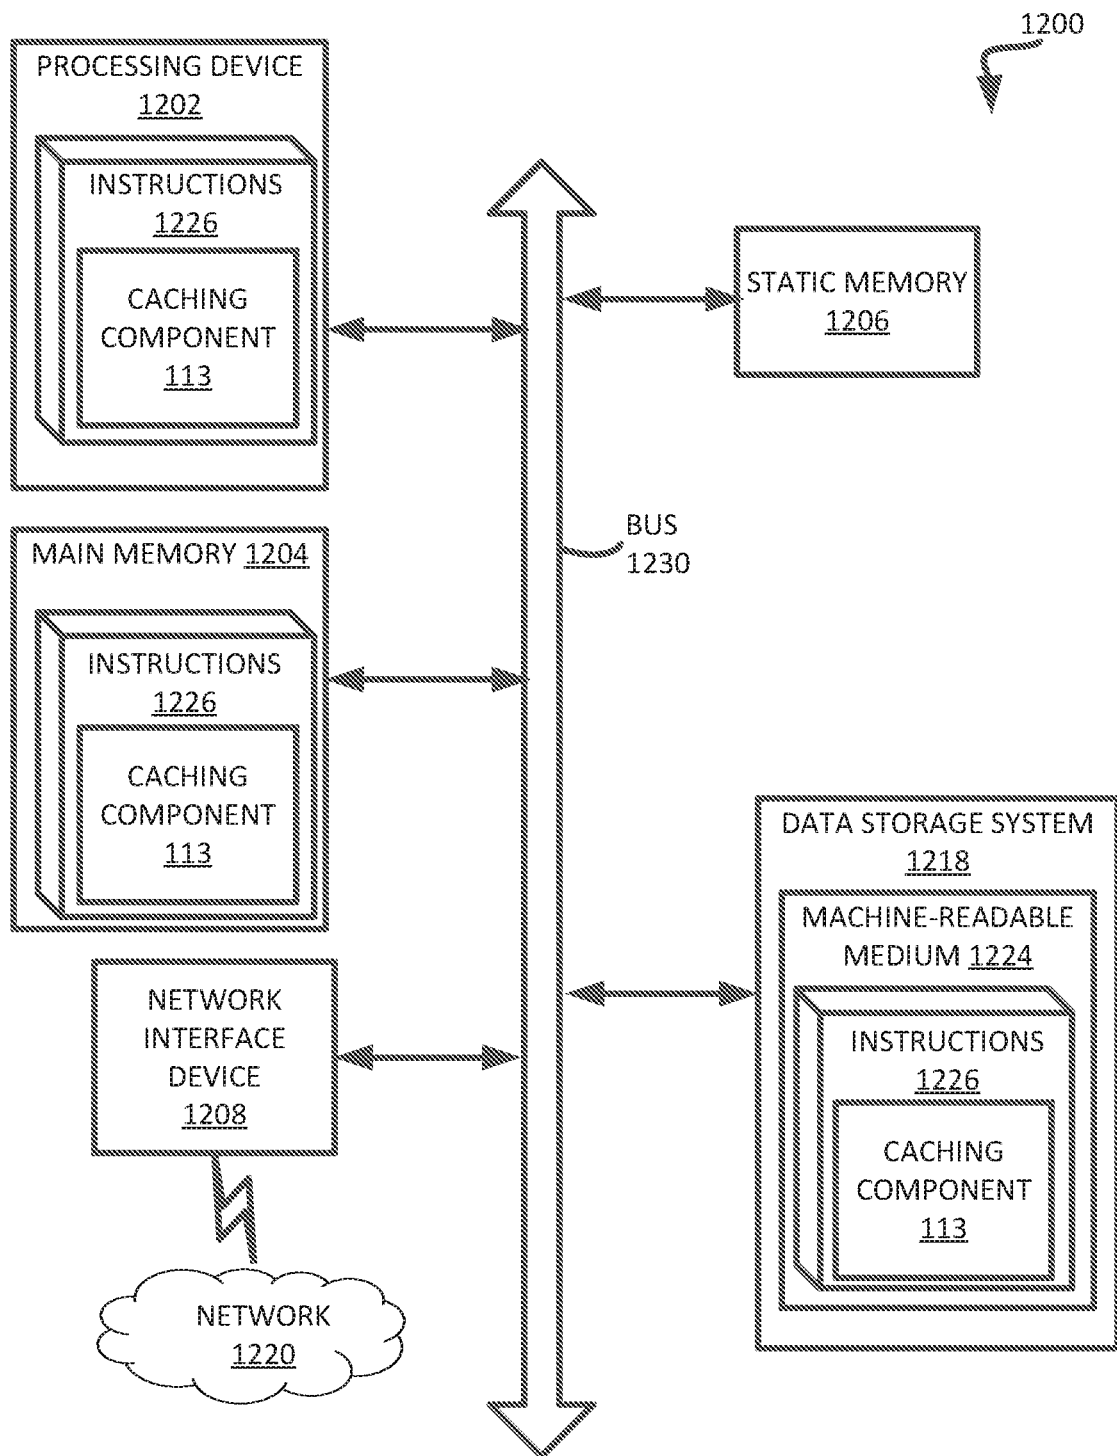 1200
PROCESSING DEVICE
1202
INSTRUCTIONS
1226
CACHING
COMPONENT
113
STATIC MEMORY
1206
BUS
1230
MAIN MEMORY 1204
INSTRUCTIONS
1226
CACHING
COMPONENT
113
DATA STORAGE SYSTEM
1218
MACHINE-READABLE
MEDIUM 1224
INSTRUCTIONS
1226
CACHING
COMPONENT
113
NETWORK
INTERFACE
DEVICE
1208
NETWORK
1220